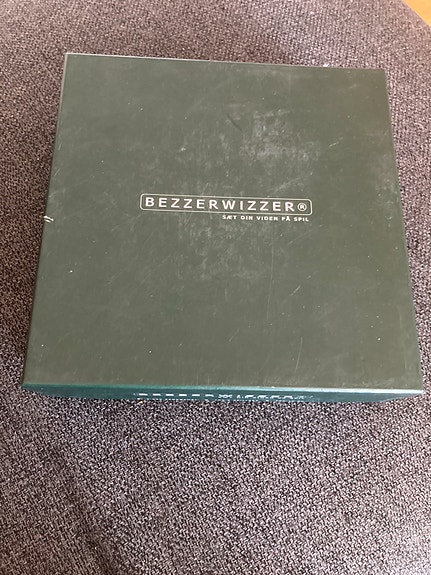 BEZZERWIZZER®
SÆT DIN VIDEN PÅ SPIL